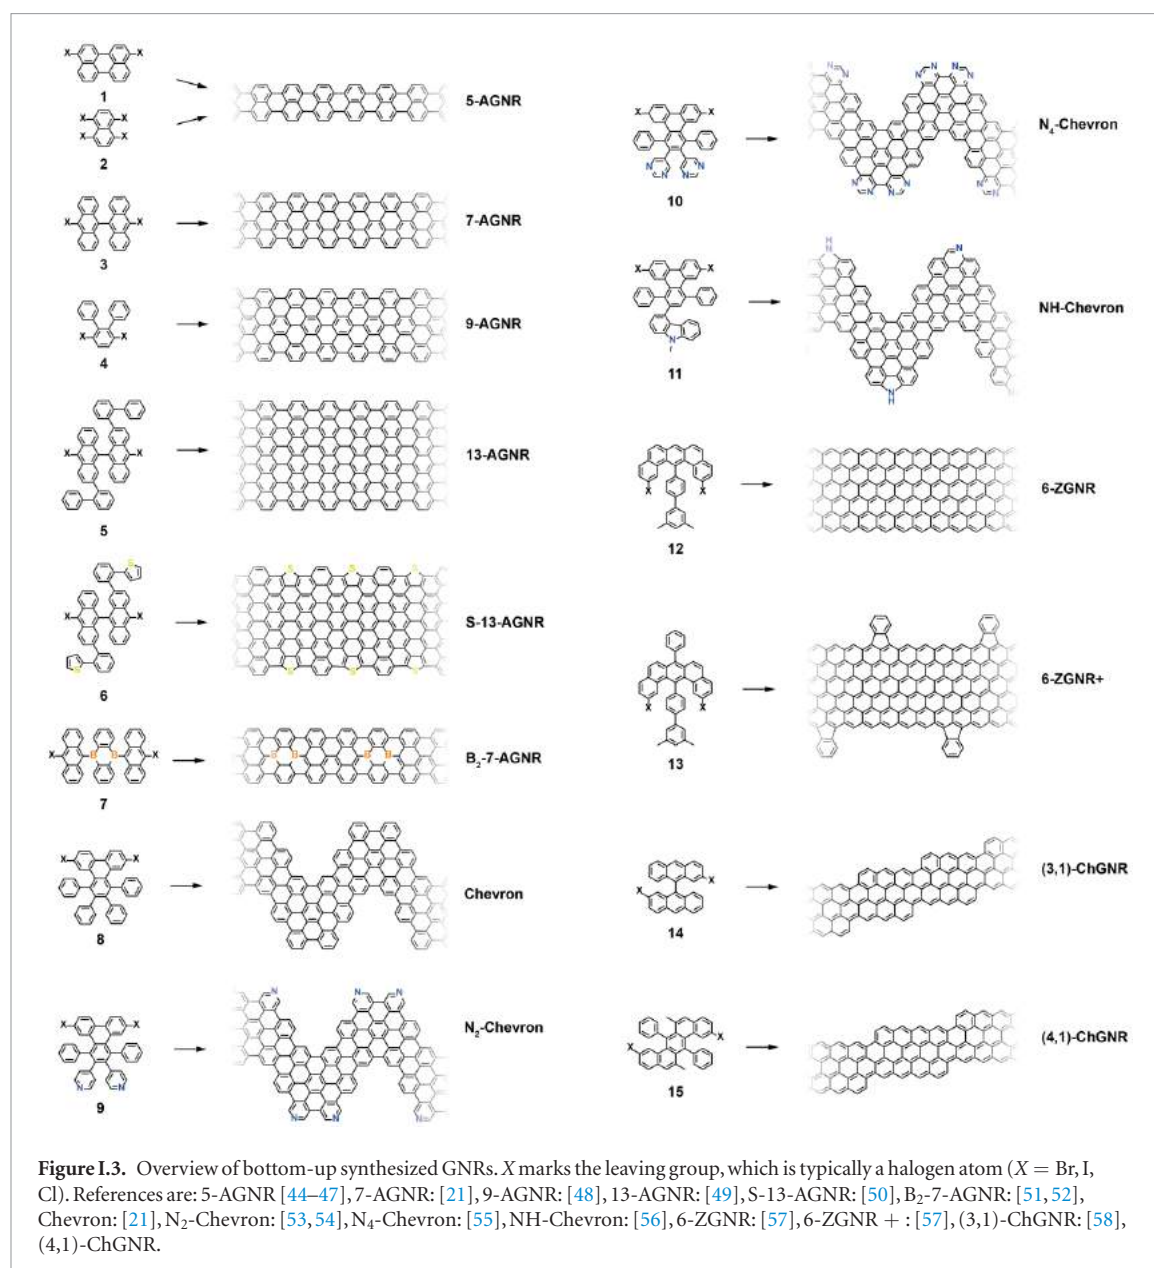 X X
1
X X
X X
2
5-AGNR
X X
3
7-AGNR
X X
4
9-AGNR
X X
5
13-AGNR
S
X X
S
6
S S S
S S S
S-13-AGNR
X B B X
7
S B B B
B₂-7-AGNR
X X
8
Chevron
X X
N N
9
N N N
N N N
N₂-Chevron
X X
N N
N N
10
N N N N N
N N N N N
N₄-Chevron
X X
N
11
H
N
N
N
H
H
NH-Chevron
X X
12
6-ZGNR
X X
13
6-ZGNR+
X
X
14
(3,1)-ChGNR
X
X
15
(4,1)-ChGNR
Figure I.3. Overview of bottom-up synthesized GNRs. X marks the leaving group, which is typically a halogen atom (X = Br, I,
Cl). References are: 5-AGNR [44–47], 7-AGNR: [21], 9-AGNR: [48], 13-AGNR: [49], S-13-AGNR: [50], B₂-7-AGNR: [51, 52],
Chevron: [21], N₂-Chevron: [53, 54], N₄-Chevron: [55], NH-Chevron: [56], 6-ZGNR: [57], 6-ZGNR + : [57], (3,1)-ChGNR: [58],
(4,1)-ChGNR.